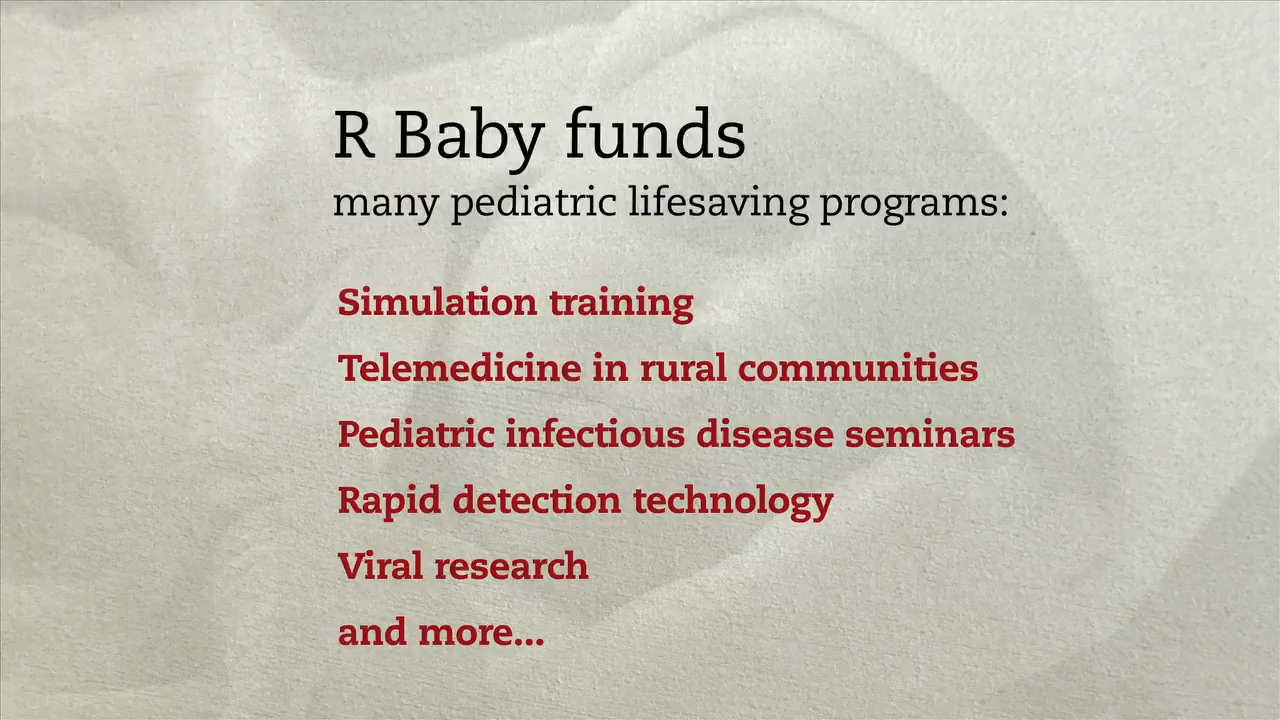 R Baby funds
many pediatric lifesaving programs:
Simulation training
Telemedicine in rural communities
Pediatric infectious disease seminars
Rapid detection technology
Viral research
and more...